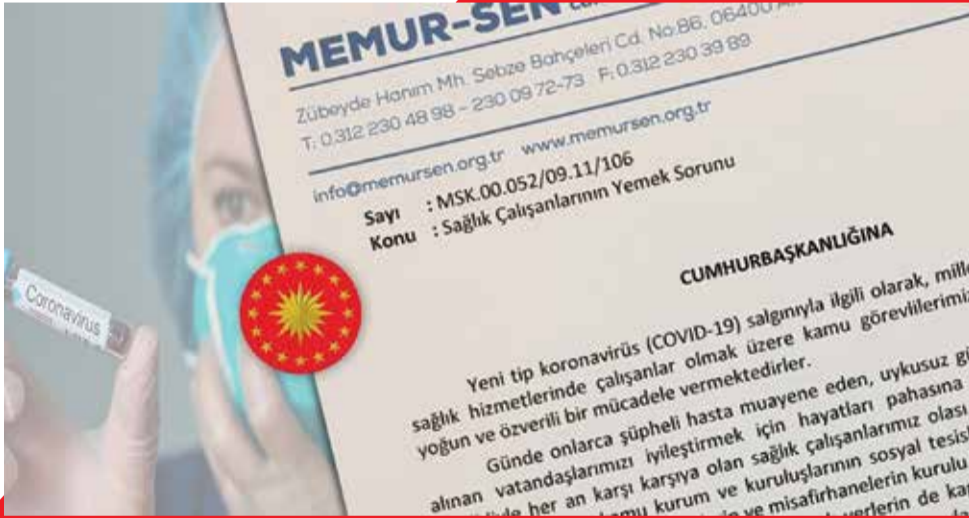 MEMUR-SEN
Zübeyde Hanım Mh. Sebze Bahçeleri Cd. No:86, 06400
T: 0.312 230 48 98 – 230 09 72-73 F: 0.312 230 39 89
info@memursen.org.tr www.memursen.org.tr
Sayı : MSK.00.052/09.11/106
Konu : Sağlık Çalışanlarının Yemek Sorunu
CUMHURBAŞKANLIĞINA
Yeni tip koronavirüs (COVID-19) salgınıyla ilgili olarak, mille
sağlık hizmetlerinde çalışanlar olmak üzere kamu görevlilerimi
yoğun ve özverili bir mücadele vermektedirler.
Günde onlarca şüpheli hasta muayene eden, uykusuz
alınan vatandaşlarımızı iyileştirmek için hayatları pahasına
her an karşı karşıya olan sağlık çalışanlarımız olası
kurum ve kuruluşlarının sosyal tesis
ve misafirhanelerin kurulu
yerlerin de
Coronavirus